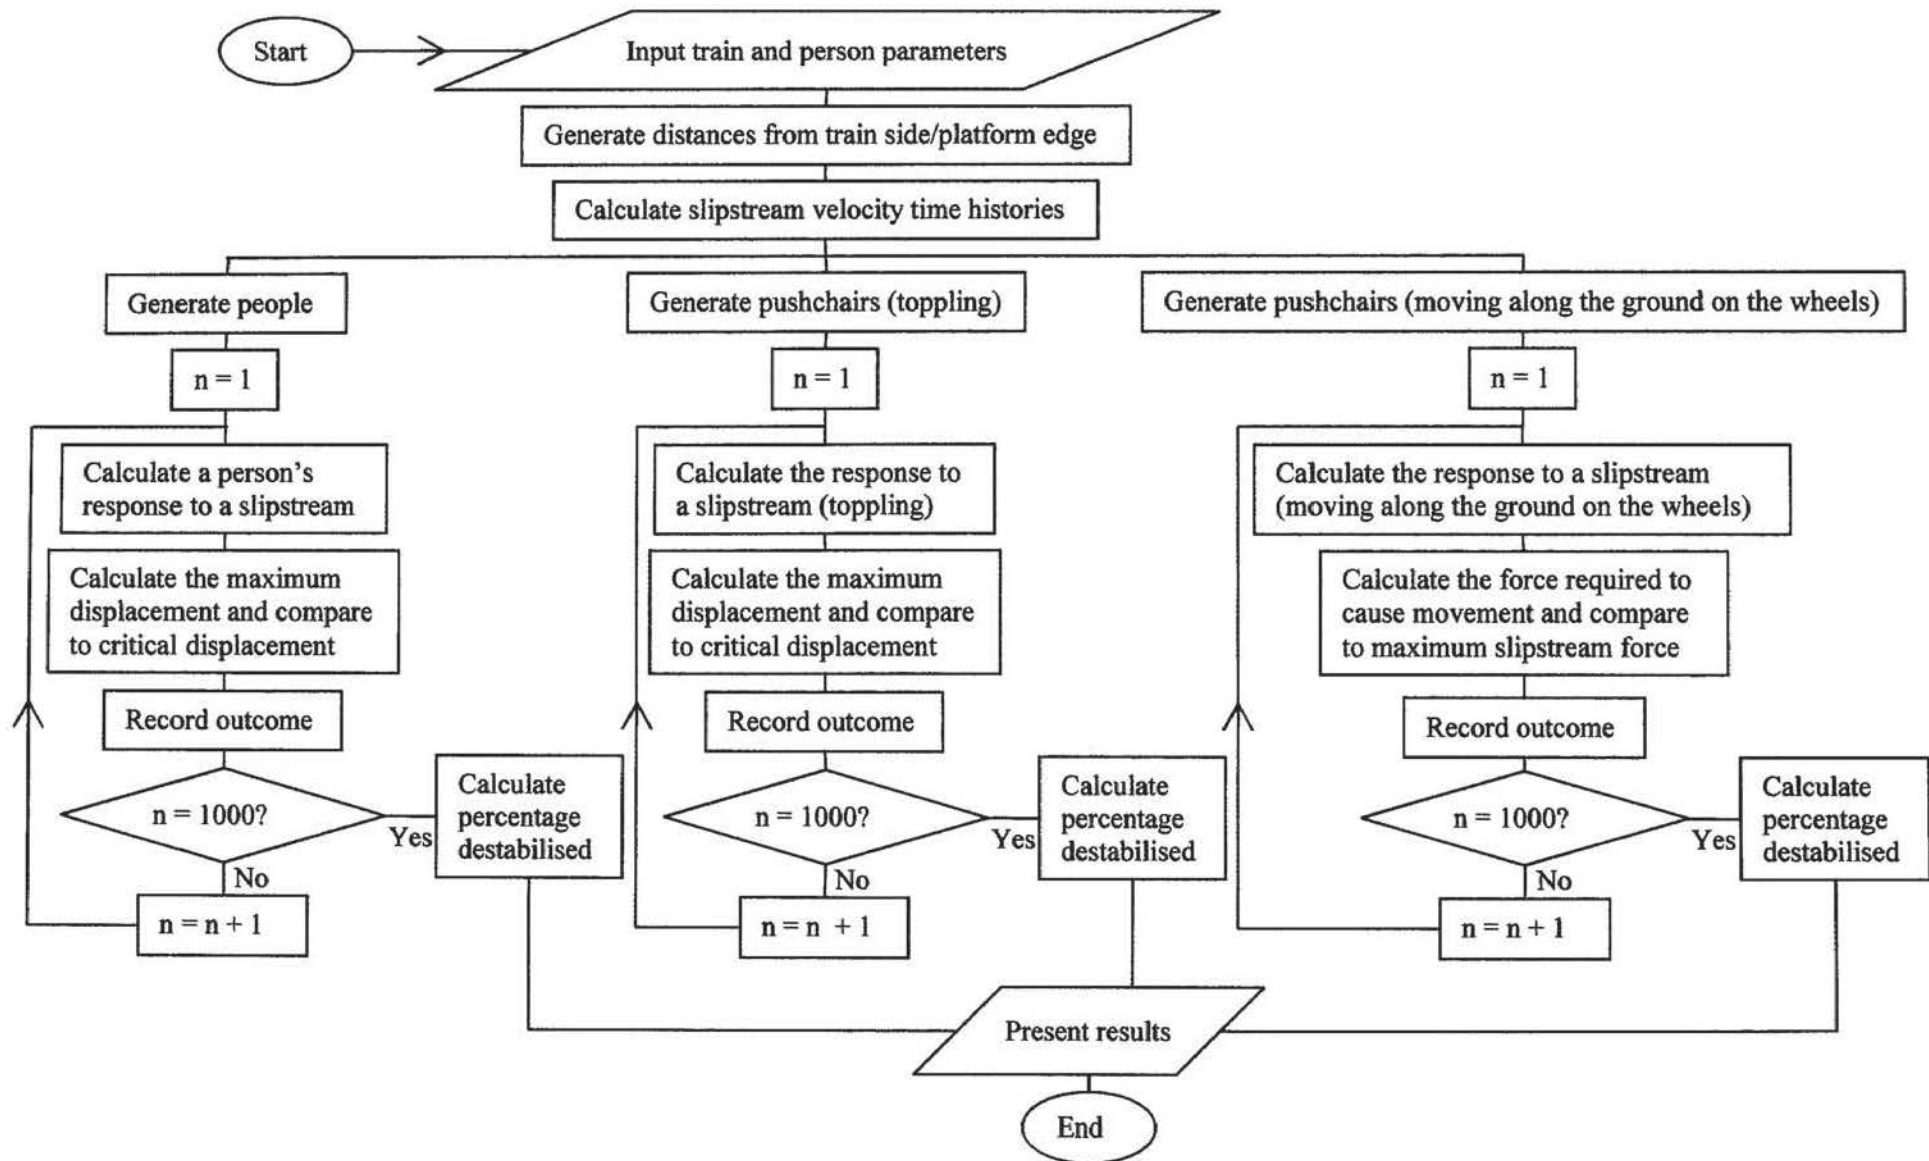 Start
Input train and person parameters
Generate distances from train side/platform edge
Calculate slipstream velocity time histories
Generate people
n = 1
Calculate a person's
response to a slipstream
Calculate the maximum
displacement and compare
to critical displacement
Record outcome
n = 1000?
Yes
No
n = n + 1
Calculate
percentage
destabilised
Generate pushchairs (toppling)
n = 1
Calculate the response to
a slipstream (toppling)
Calculate the maximum
displacement and compare
to critical displacement
Record outcome
n = 1000?
Yes
No
n = n + 1
Calculate
percentage
destabilised
Generate pushchairs (moving along the ground on the wheels)
n = 1
Calculate the response to a slipstream
(moving along the ground on the wheels)
Calculate the force required to
cause movement and compare
to maximum slipstream force
Record outcome
n = 1000?
Yes
No
n = n + 1
Calculate
percentage
destabilised
Present results
End